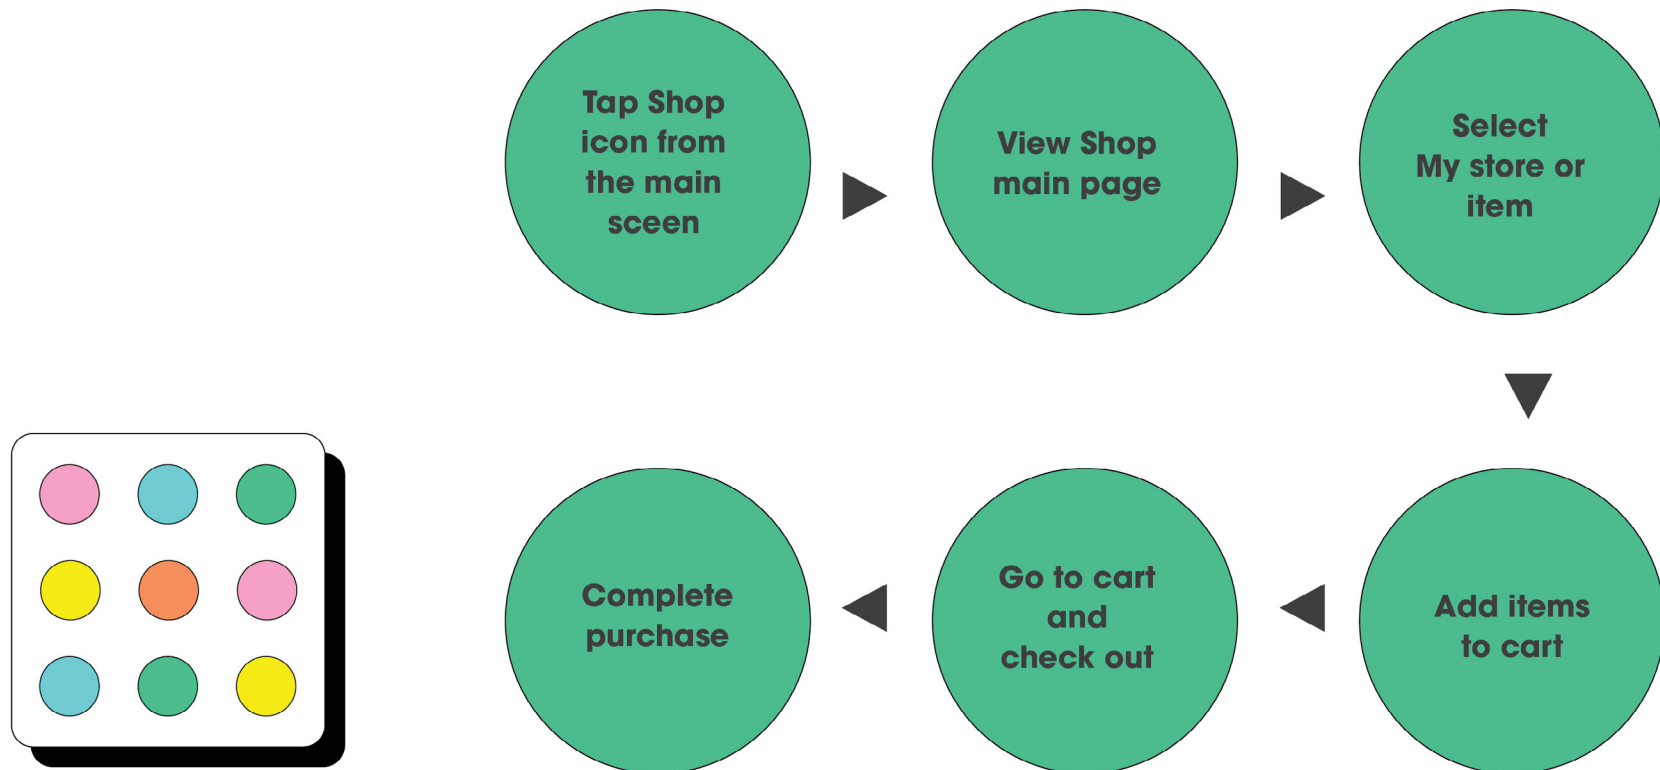 Tap Shop
icon from
the main
sceen
View Shop
main page
Select
My store or
item
Add items
to cart
Go to cart
and
check out
Complete
purchase